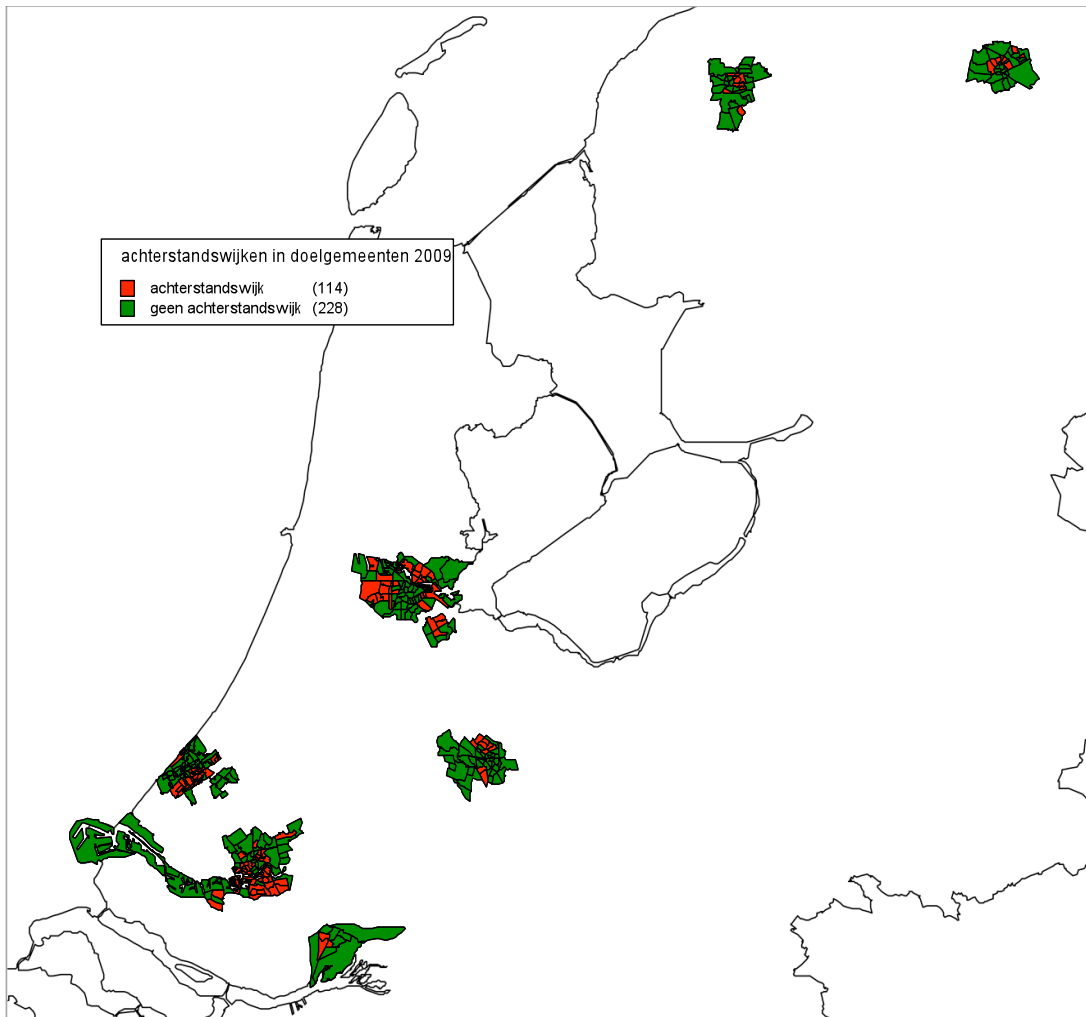 achterstandswijken in doelgemeenten 2009
achterstandswijk (114)
geen achterstandswijk (228)